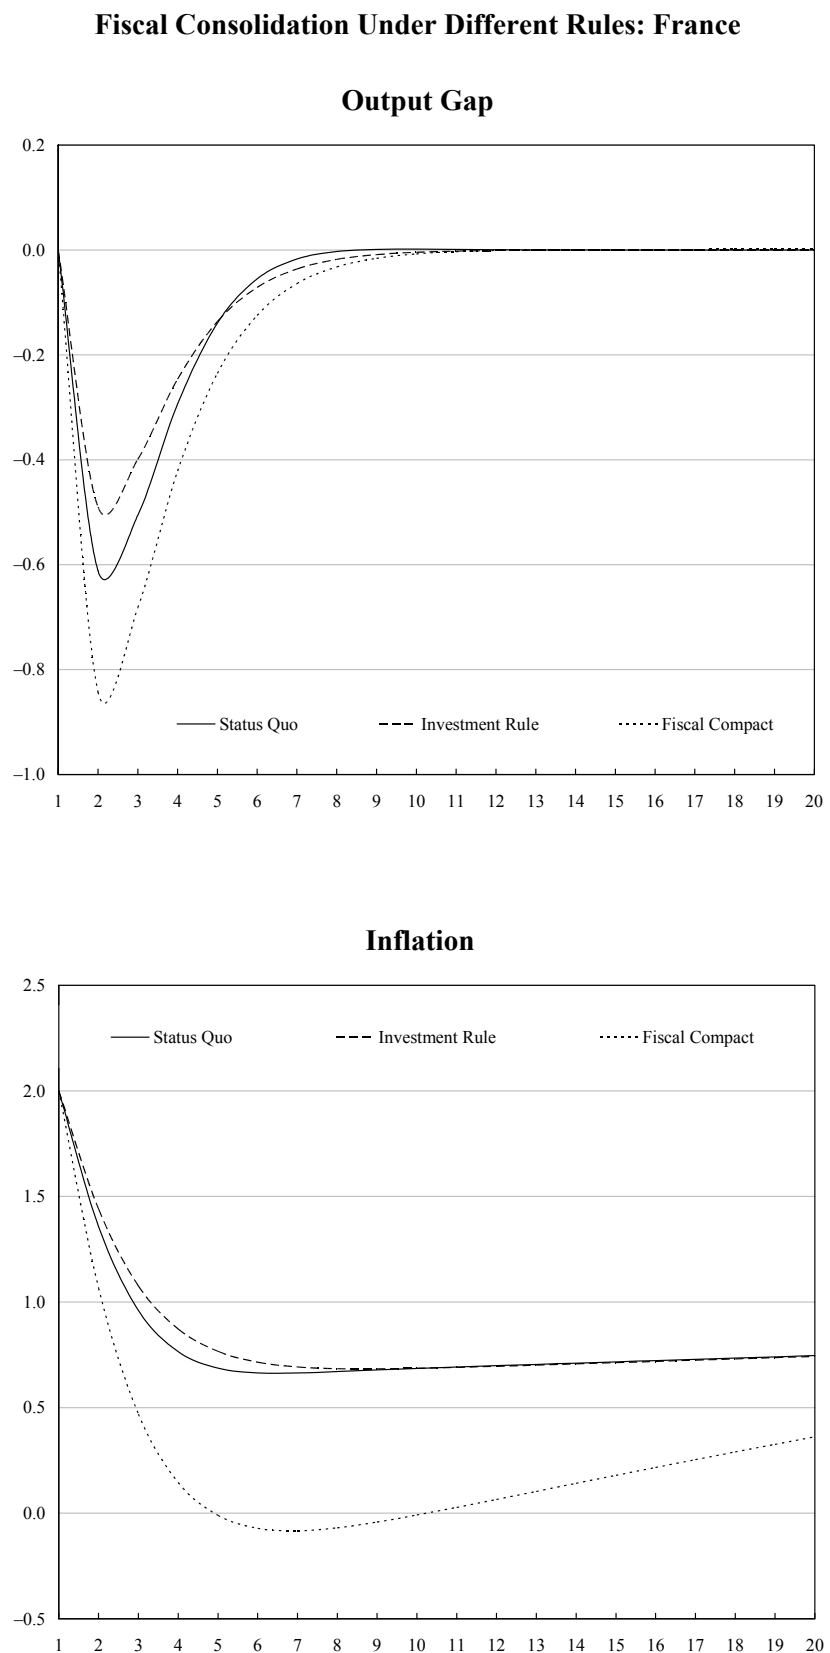 Fiscal Consolidation Under Different Rules: France
Output Gap
0.2
0.0
–0.2
–0.4
–0.6
–0.8
–1.0
Status Quo Investment Rule Fiscal Compact
1 2 3 4 5 6 7 8 9 10 11 12 13 14 15 16 17 18 19 20
Inflation
2.5
2.0
1.5
1.0
0.5
0.0
–0.5
Status Quo Investment Rule Fiscal Compact
1 2 3 4 5 6 7 8 9 10 11 12 13 14 15 16 17 18 19 20